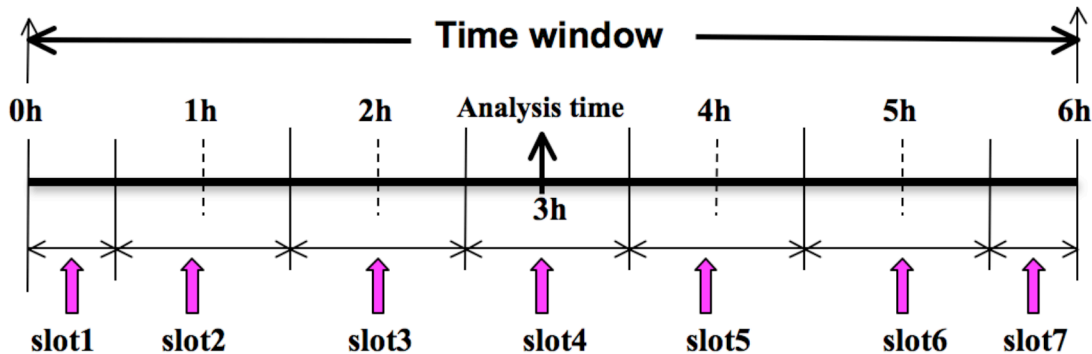 Time window
0h 1h 2h Analysis time 4h 5h 6h
3h
slot1 slot2 slot3 slot4 slot5 slot6 slot7